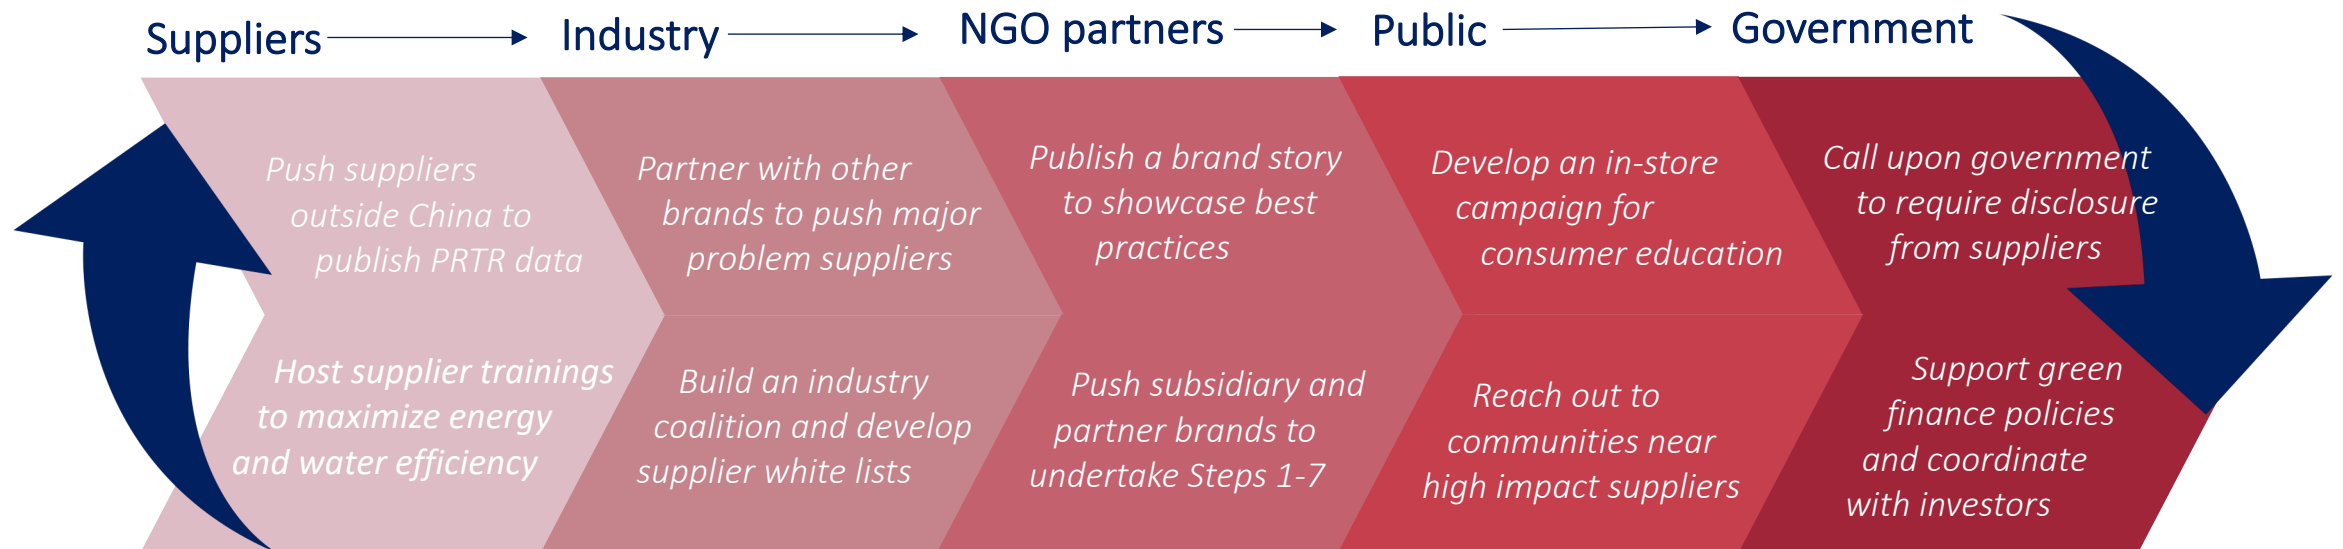 Suppliers
Industry
NGO partners
Public
Government
Push suppliers
outside China to
publish PRTR data
Partner with other
brands to push major
problem suppliers
Publish a brand story
to showcase best
practices
Develop an in-store
campaign for
consumer education
Call upon government
to require disclosure
from suppliers
Host supplier trainings
to maximize energy
and water efficiency
Build an industry
coalition and develop
supplier white lists
Push subsidiary and
partner brands to
undertake Steps 1-7
Reach out to
communities near
high impact suppliers
Support green
finance policies
and coordinate
with investors